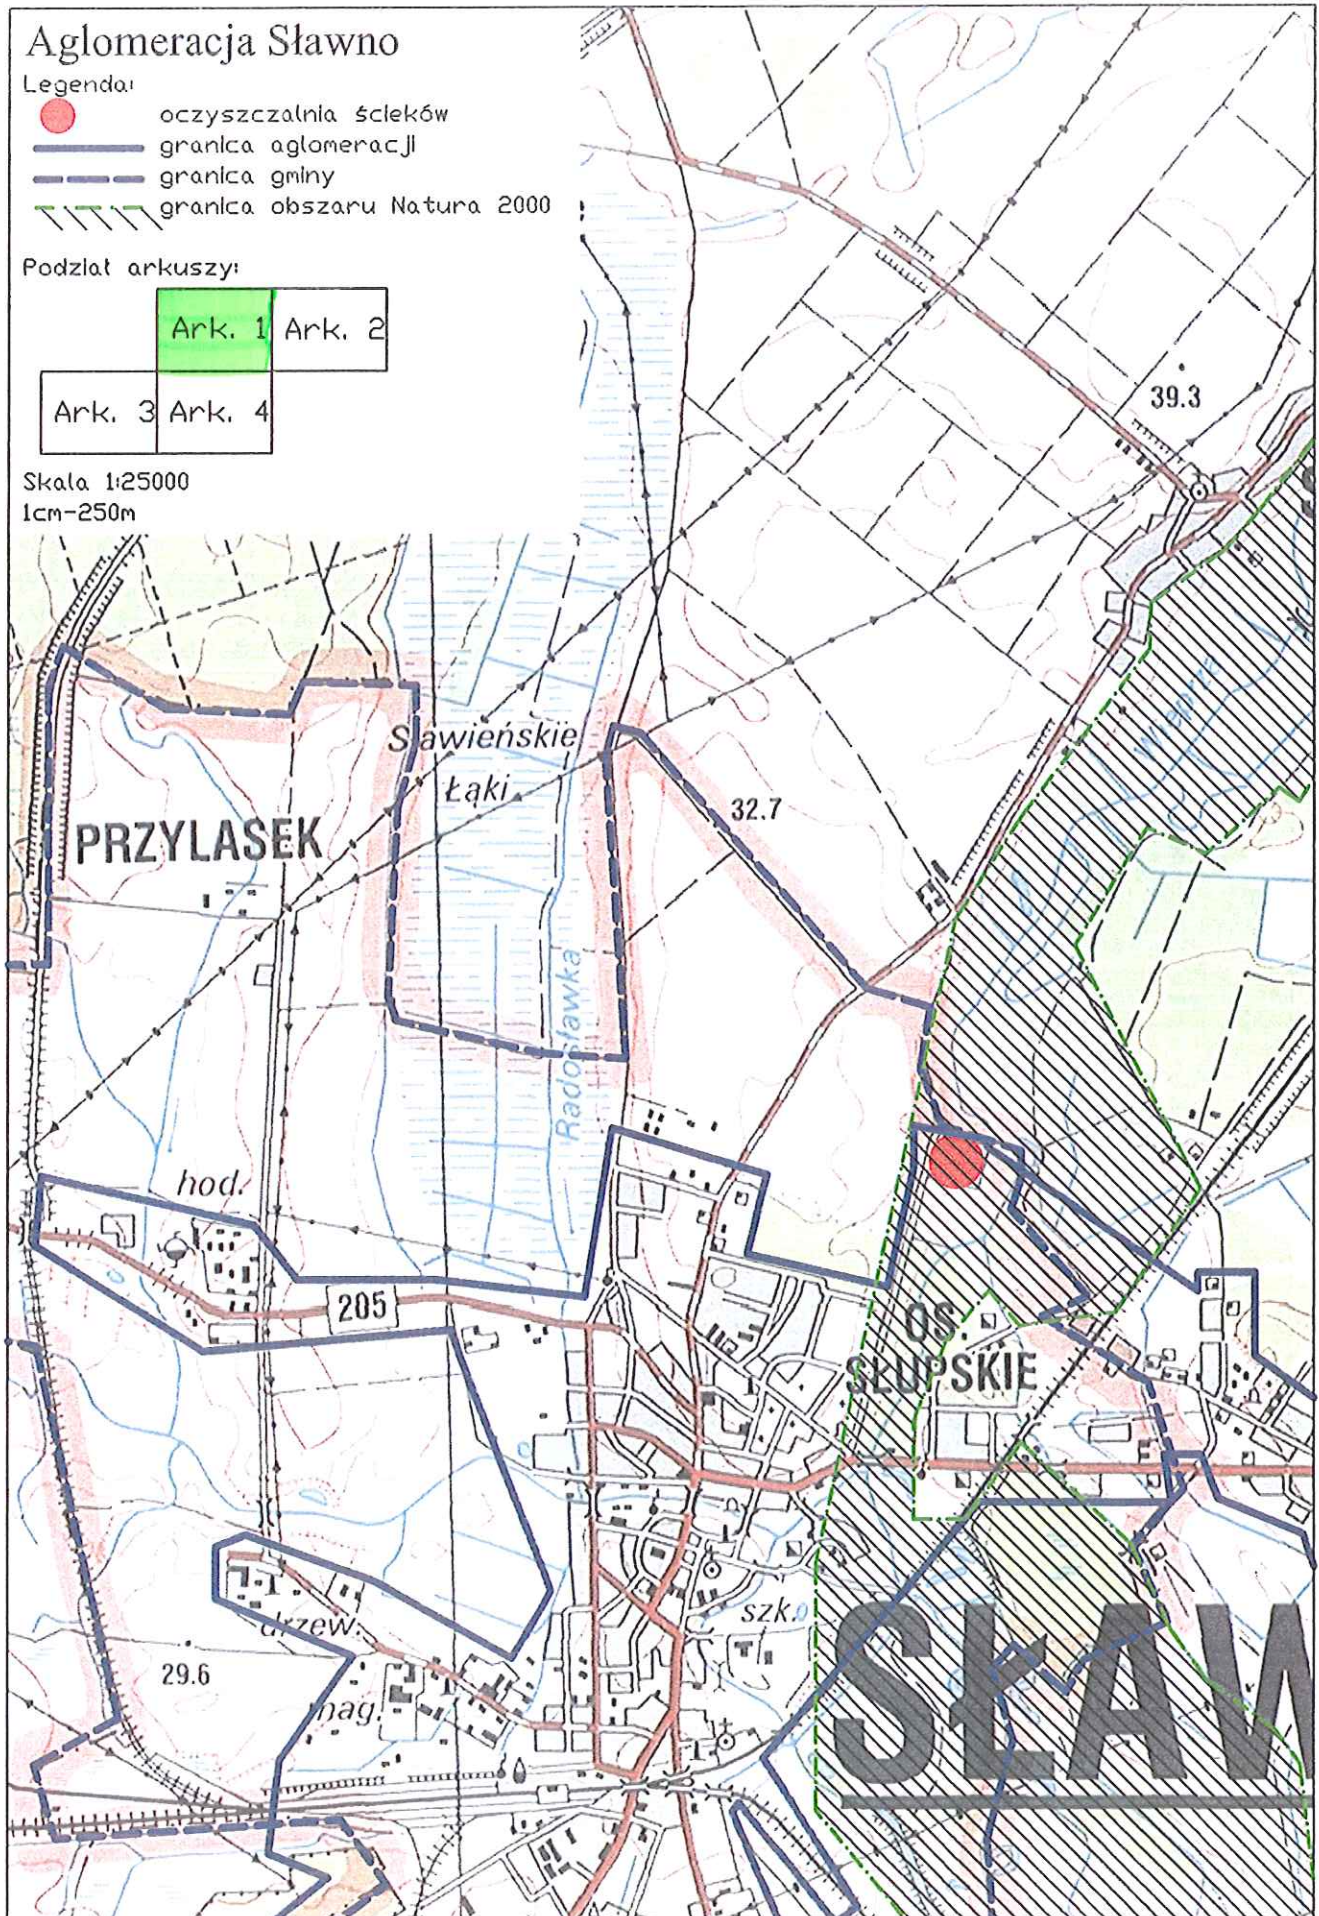 Aglomeracja Sławno
Legenda:
oczyszczalnia ścieków
granica aglomeracji
granica gminy
granica obszaru Natura 2000
Podział arkuszy:
Ark. 1 Ark. 2
Ark. 3 Ark. 4
Skala 1:25000
1cm-250m
39.3
Wieprza
Sławieńskie
Łąki
32.7
PRZYLASEK
Radosławka
hod.
205
OS.
SŁUPSKIE
drzew.
szk.
29.6
mag.
SŁAW